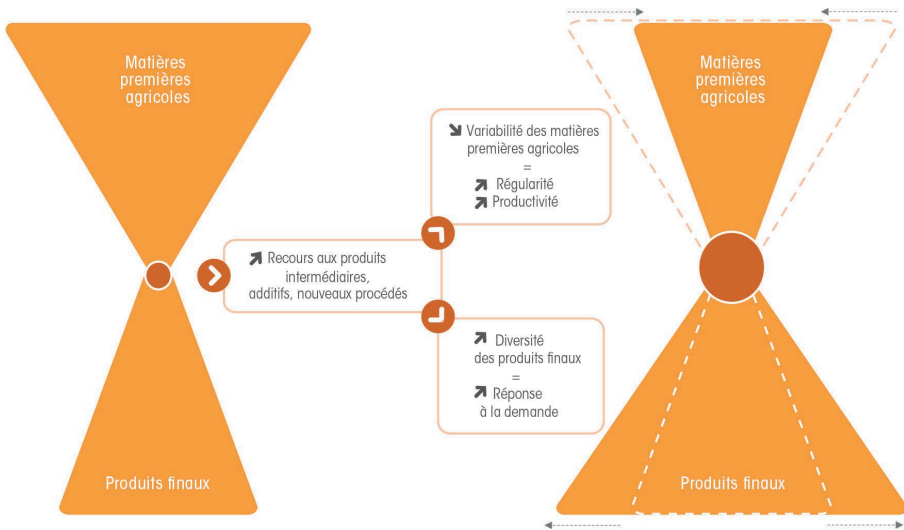 Matières
premières
agricoles
Produits finaux
Recours aux produits
intermédiaires,
additifs, nouveaux procédés
Variabilité des matières
premières agricoles
=
Régularité
Productivité
Diversité
des produits finaux
=
Réponse
à la demande
Matières
premières
agricoles
Produits finaux